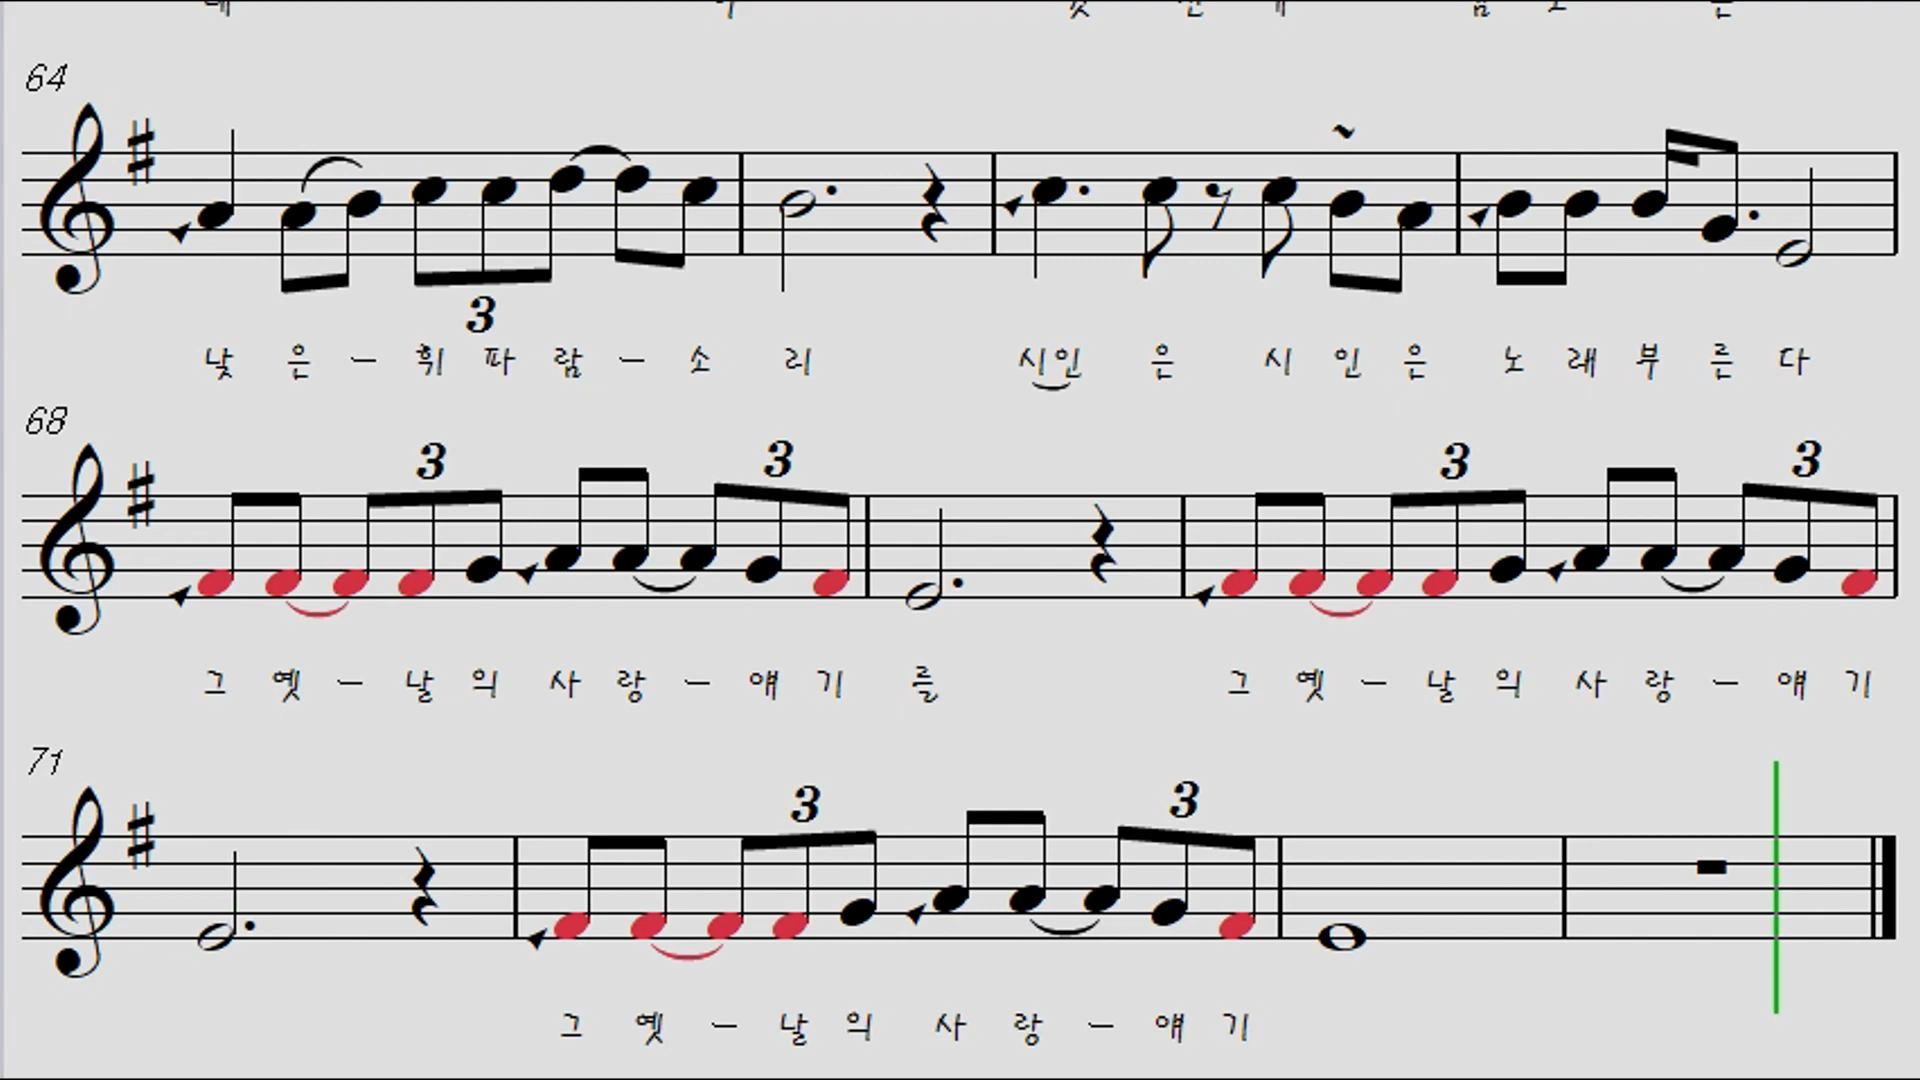 64
3
낮 은 – 휘 파 람 – 소 리 시인 은 시 인 은 노 래 부 른 다
68
3 3 3 3
그 옛 – 날 의 사 랑 – 얘 기 를 그 옛 – 날 의 사 랑 – 얘 기
71
3 3
그 옛 – 날 의 사 랑 – 얘 기